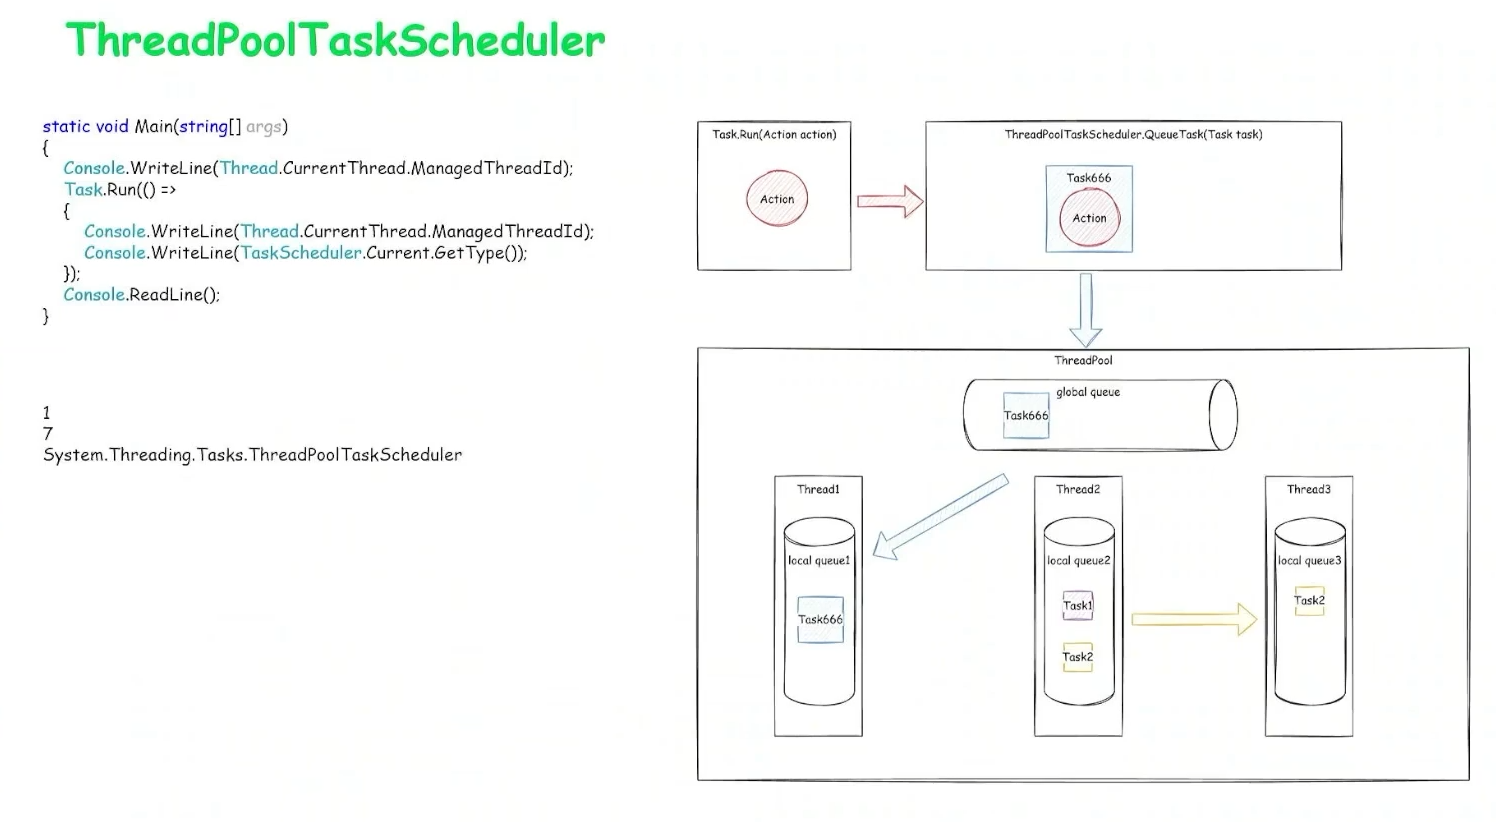 ThreadPoolTaskScheduler
static void Main(string[] args)
{
Console.WriteLine(Thread.CurrentThread.ManagedThreadId);
Task.Run(() =>
{
Console.WriteLine(Thread.CurrentThread.ManagedThreadId);
Console.WriteLine(TaskScheduler.Current.GetType());
});
Console.ReadLine();
}
1
7
System.Threading.Tasks.ThreadPoolTaskScheduler
Task.Run(Action action)
Action
ThreadPoolTaskScheduler.QueueTask(Task task)
Task666
Action
ThreadPool
global queue
Task666
Thread1
local queue1
Task666
Thread2
local queue2
Task1
Task2
Thread3
local queue3
Task2